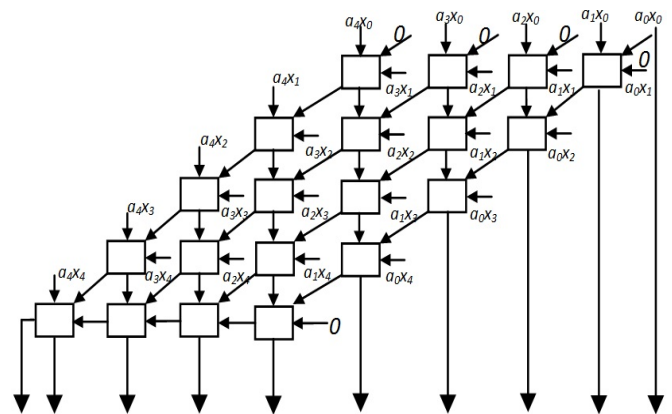 a₄x₀ 0 a₃x₀ 0 a₂x₀ 0 a₁x₀ a₀x₀
0
a₄x₁ a₃x₁ a₂x₁ a₁x₁ a₀x₁
a₄x₂ a₃x₂ a₂x₂ a₁x₂ a₀x₂
a₄x₃ a₃x₃ a₂x₃ a₁x₃ a₀x₃
a₄x₄ a₃x₄ a₂x₄ a₁x₄ a₀x₄
0